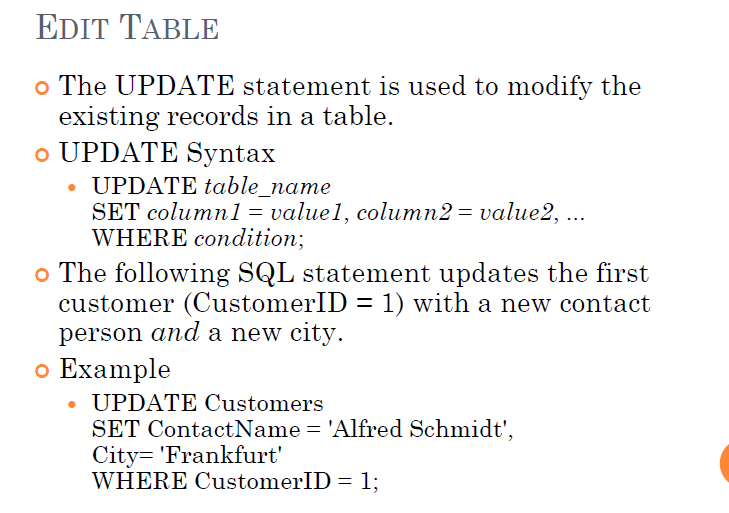 EDIT TABLE
The UPDATE statement is used to modify the
existing records in a table.
UPDATE Syntax
UPDATE table_name
SET column1 = value1, column2 = value2, ...
WHERE condition;
The following SQL statement updates the first
customer (CustomerID = 1) with a new contact
person and a new city.
Example
UPDATE Customers
SET ContactName = 'Alfred Schmidt',
City= 'Frankfurt'
WHERE CustomerID = 1;